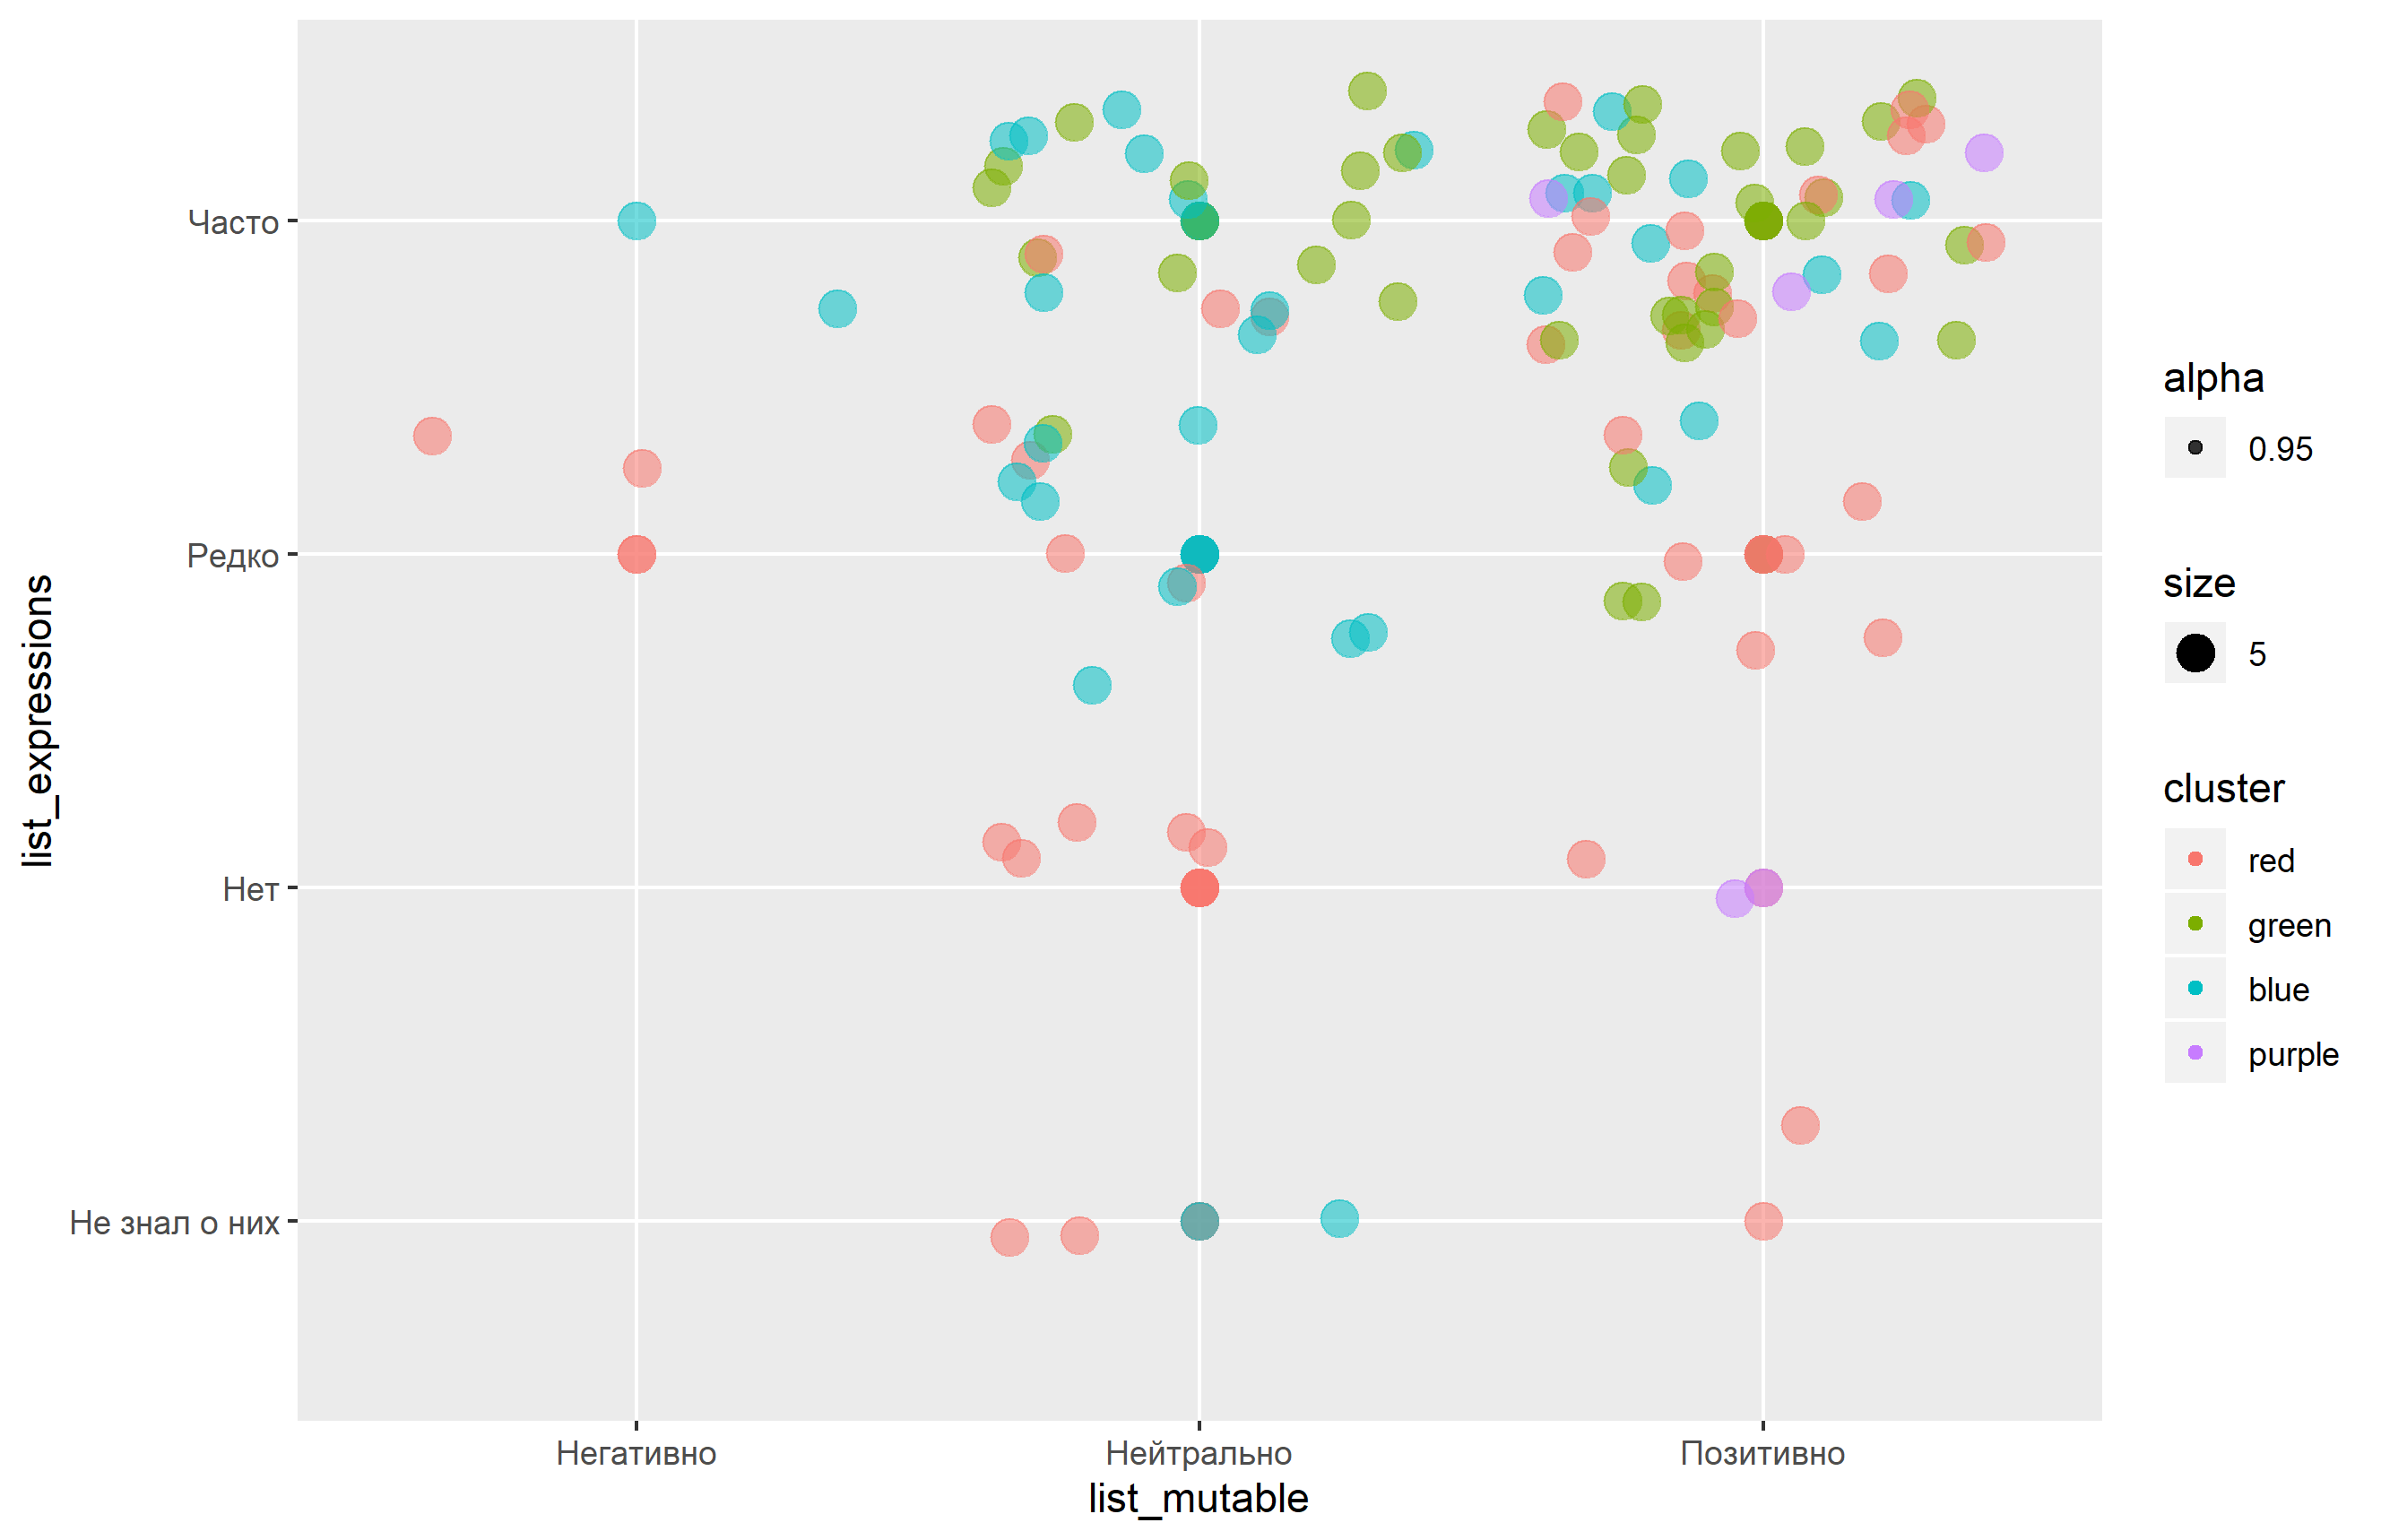 list_expressions
Часто
Редко
Нет
Не знал о них
Негативно
Нейтрально
Позитивно
list_mutable
alpha
0.95
size
5
cluster
red
green
blue
purple